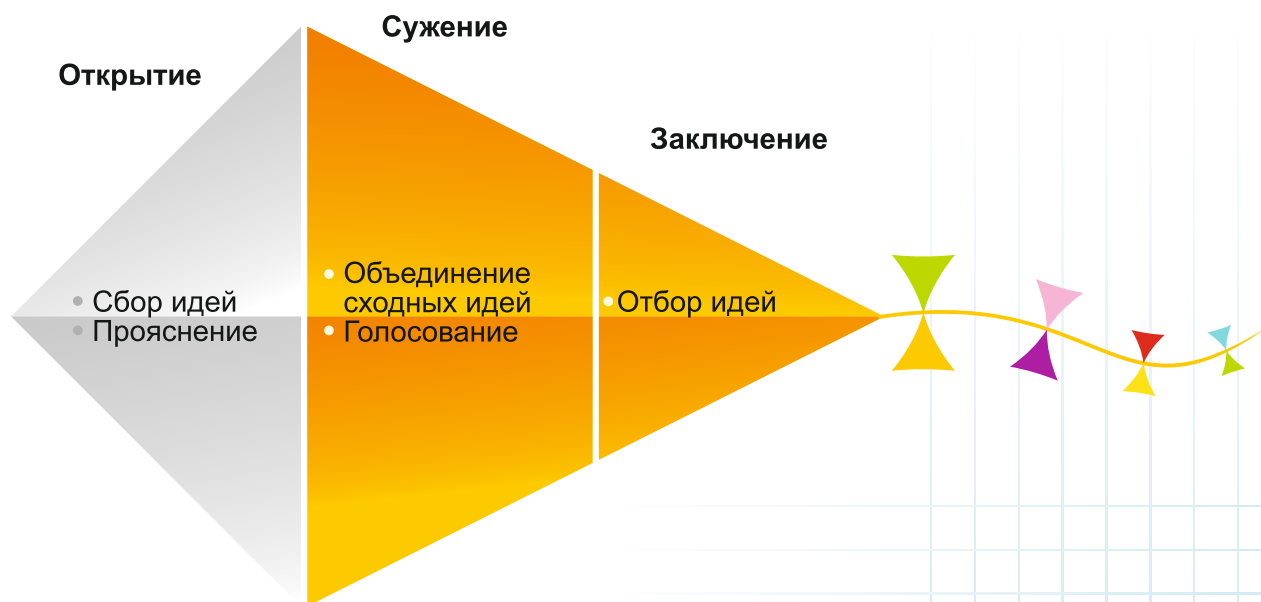 Открытие
• Сбор идей
• Прояснение
Сужение
• Объединение
сходных идей
• Голосование
Заключение
• Отбор идей